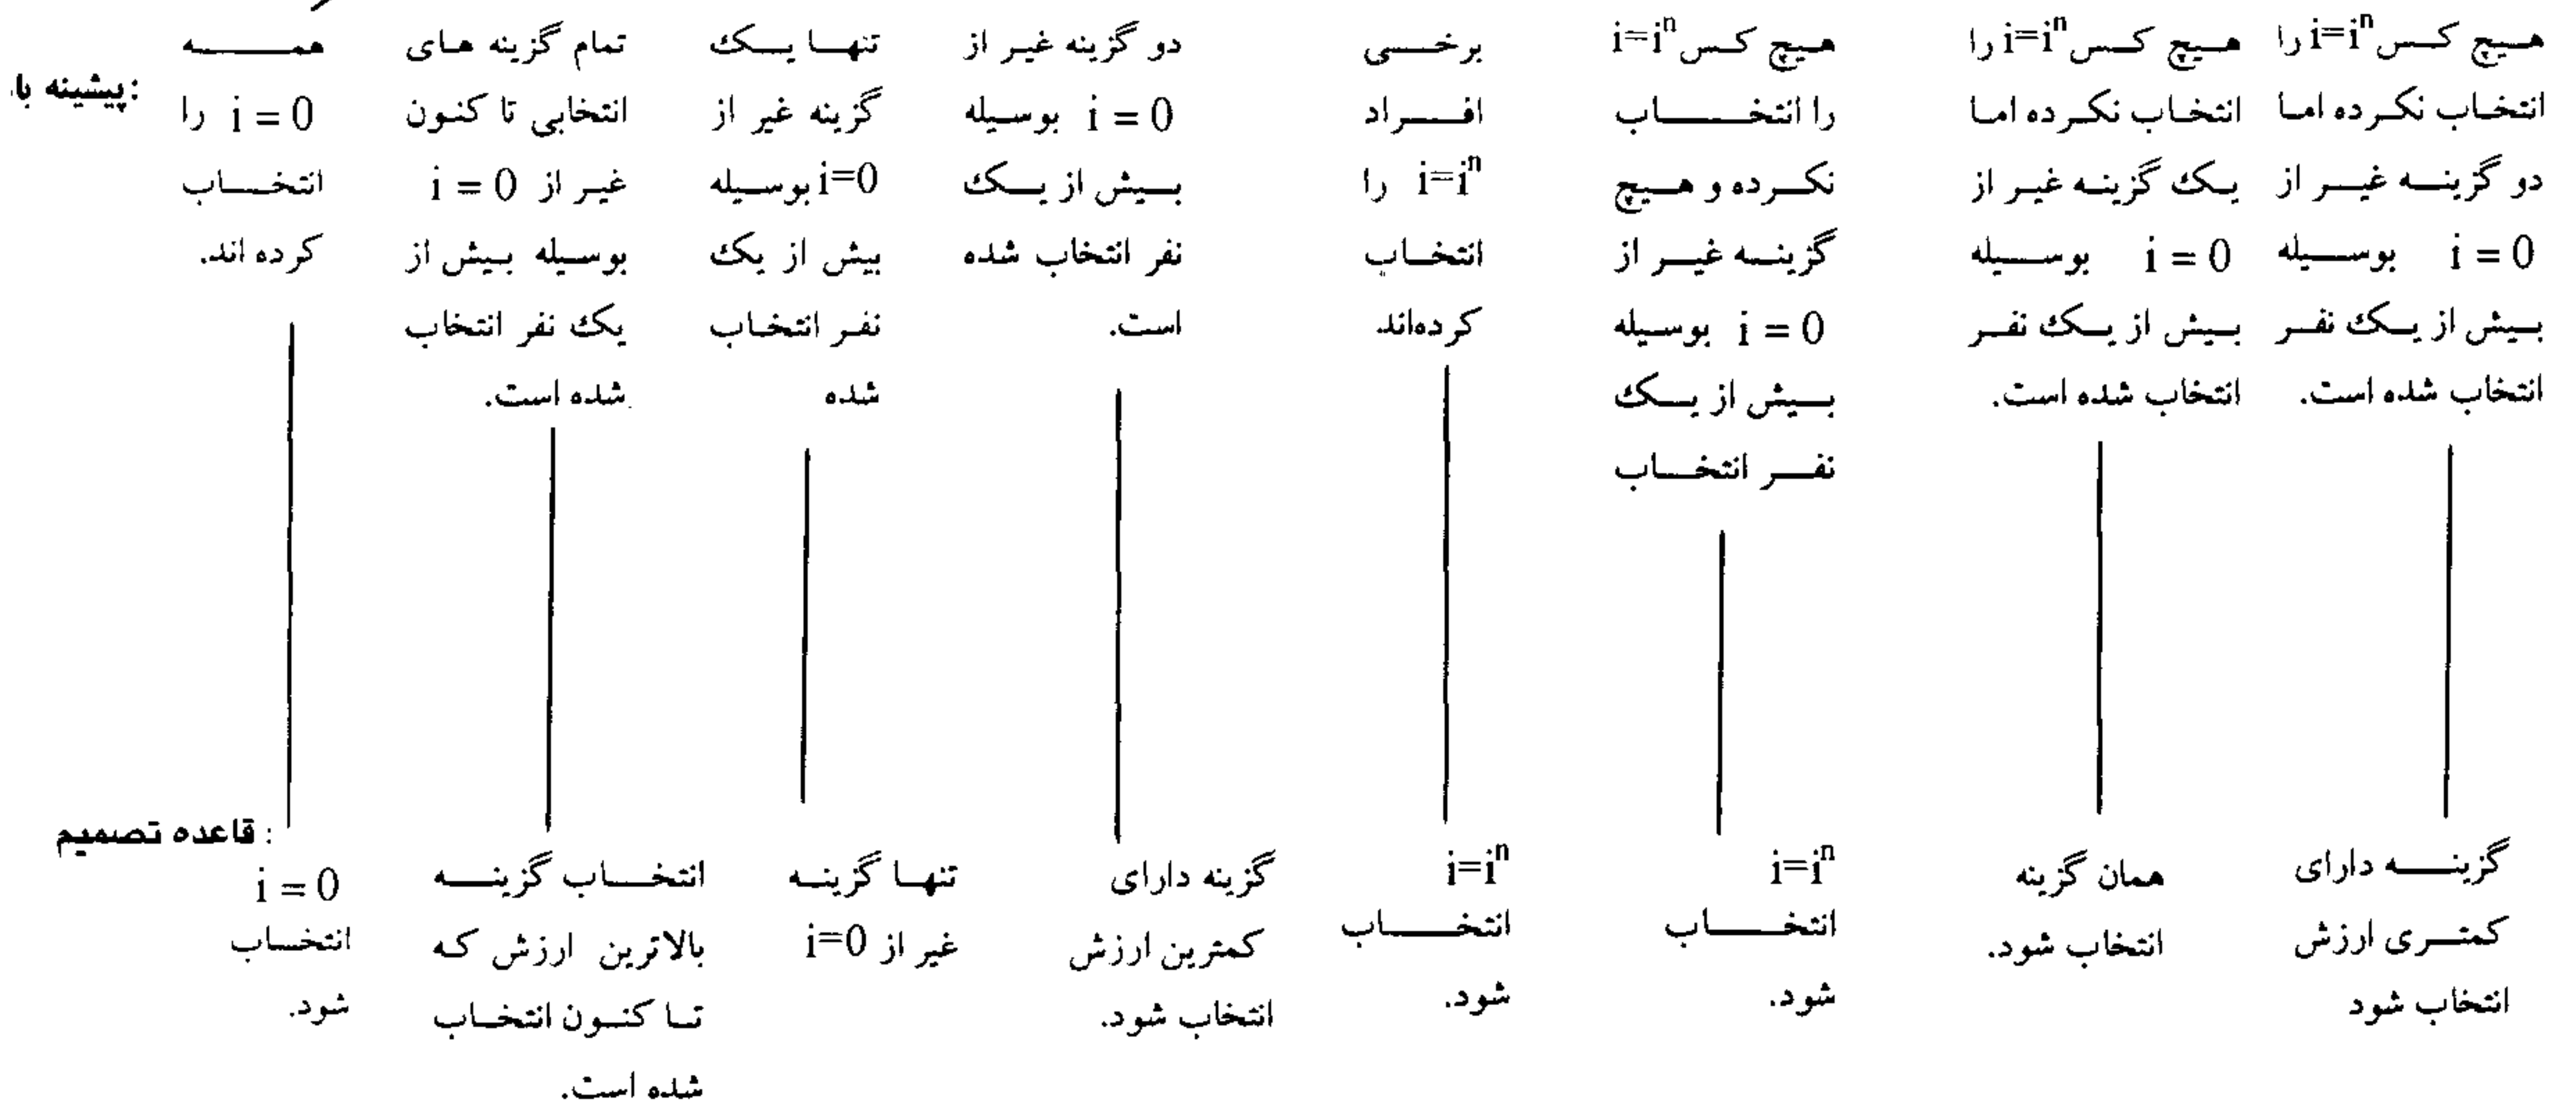 هیچ کس i=iⁿ را
انتخاب نکرده اما
دو گزینه غیر از
i = 0 بوسیله
بیش از یک نفر
انتخاب شده است.
هیچ کس i=iⁿ را
انتخاب نکرده اما
یک گزینه غیر از
i = 0 بوسیله
بیش از یک نفر
انتخاب شده است.
هیچ کس i=iⁿ
را انتخاب
نکرده و هیچ
گزینه غیر از
i = 0 بوسیله
بیش از یک
نفر انتخاب
برخی
افراد
i=iⁿ را
انتخاب
کرده‌اند.
دو گزینه غیر از
i = 0 بوسیله
بیش از یک
نفر انتخاب شده
است.
تنها یک
گزینه غیر از
i=0 بوسیله
بیش از یک
نفر انتخاب
شده
تمام گزینه های
انتخابی تا کنون
غیر از i = 0
بوسیله بیش از
یک نفر انتخاب
شده است.
همه
i = 0 را
انتخاب
کرده اند.
پیشینه با:
گزینه دارای
کمتری ارزش
انتخاب شود
همان گزینه
انتخاب شود.
i=iⁿ
انتخاب
شود.
i=iⁿ
انتخاب
شود.
گزینه دارای
کمترین ارزش
انتخاب شود.
تنها گزینه
غیر از i=0
انتخاب گزینه
بالاترین ارزش که
تا کنون انتخاب
شده است.
قاعده تصمیم :
i = 0
انتخاب
شود.